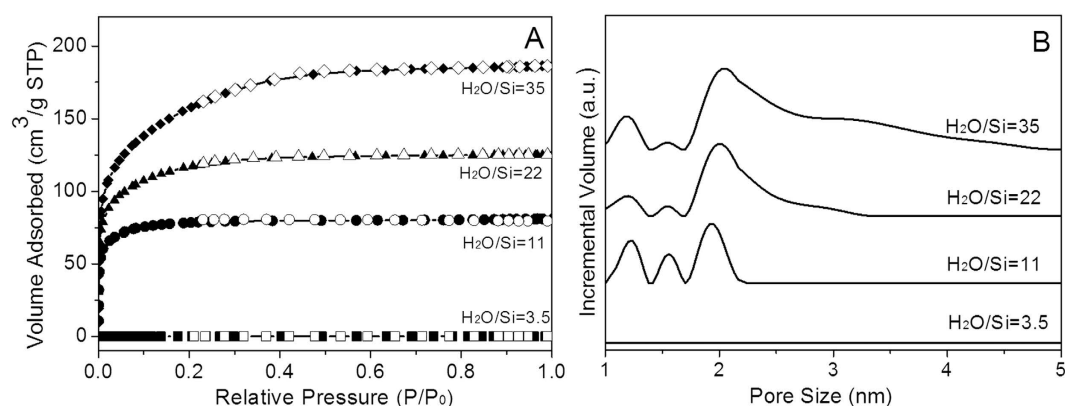 A
Volume Adsorbed (cm³/g STP)
200
150
100
50
0
H₂O/Si=35
H₂O/Si=22
H₂O/Si=11
H₂O/Si=3.5
0.0 0.2 0.4 0.6 0.8 1.0
Relative Pressure (P/P₀)
B
Incremental Volume (a.u.)
H₂O/Si=35
H₂O/Si=22
H₂O/Si=11
H₂O/Si=3.5
1 2 3 4 5
Pore Size (nm)